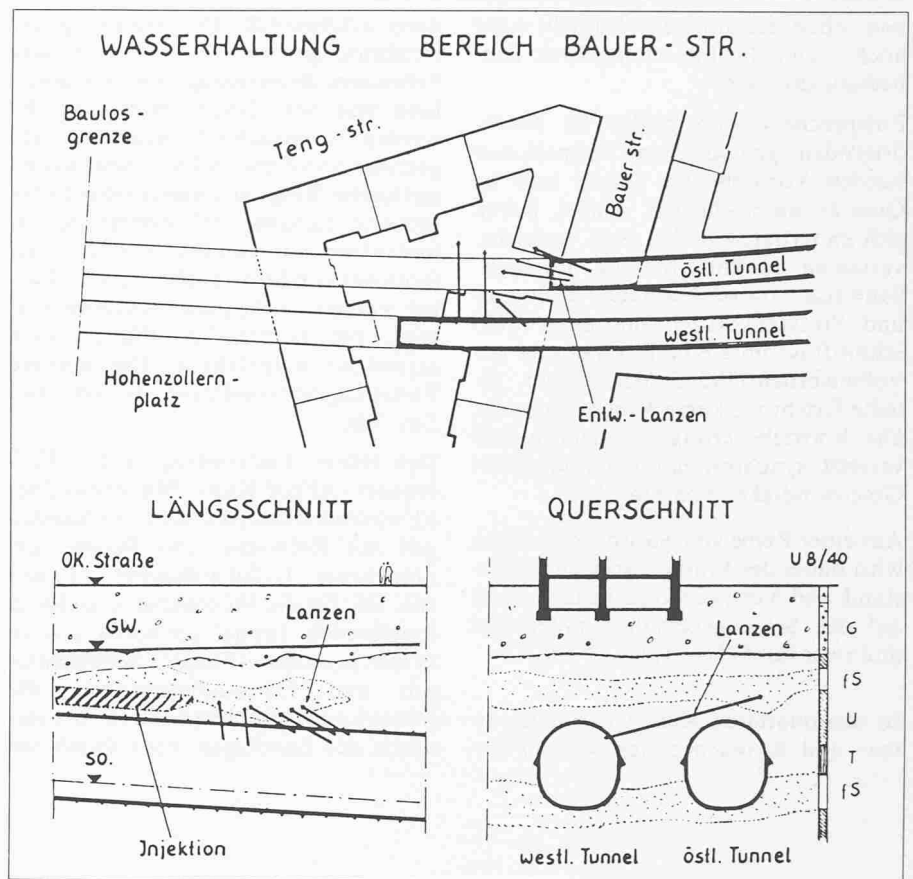 WASSERHALTUNG BEREICH BAUER-STR.
Baulos-
grenze
Teng-str.
Bauer str.
östl. Tunnel
westl. Tunnel
Hohenzollern-
platz
Entw.-Lanzen
LÄNGSSCHNITT
OK. Straße
GW.
Lanzen
SO.
Injektion
QUERSCHNITT
U8/40
Lanzen
G
fS
U
T
fS
westl. Tunnel östl. Tunnel